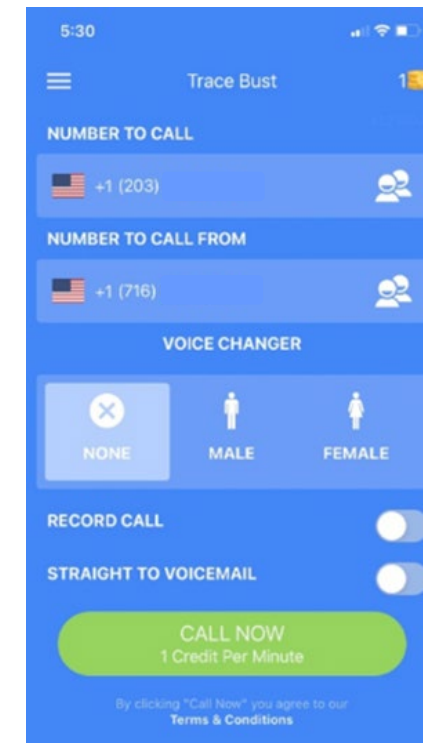 5:30
Trace Bust
1
NUMBER TO CALL
+1 (203)
NUMBER TO CALL FROM
+1 (716)
VOICE CHANGER
NONE MALE FEMALE
RECORD CALL
STRAIGHT TO VOICEMAIL
CALL NOW
1 Credit Per Minute
By clicking "Call Now" you agree to our
Terms & Conditions